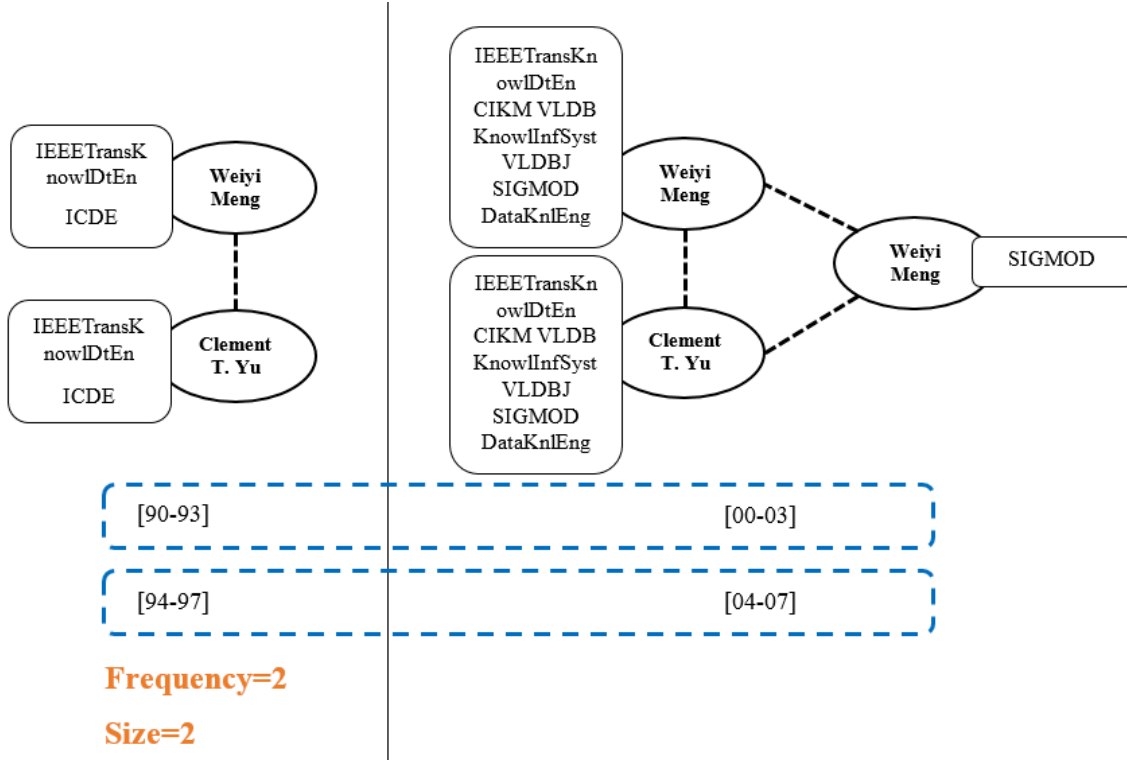 IEEETransK
nowlDtEn
ICDE
Weiyi
Meng
IEEETransK
nowlDtEn
ICDE
Clement
T. Yu
IEEETransKn
owlDtEn
CIKM VLDB
KnowlInfSyst
VLDBJ
SIGMOD
DataKnlEng
Weiyi
Meng
IEEETransKn
owlDtEn
CIKM VLDB
KnowlInfSyst
VLDBJ
SIGMOD
DataKnlEng
Clement
T. Yu
Weiyi
Meng
SIGMOD
[90-93] [00-03]
[94-97] [04-07]
Frequency=2
Size=2